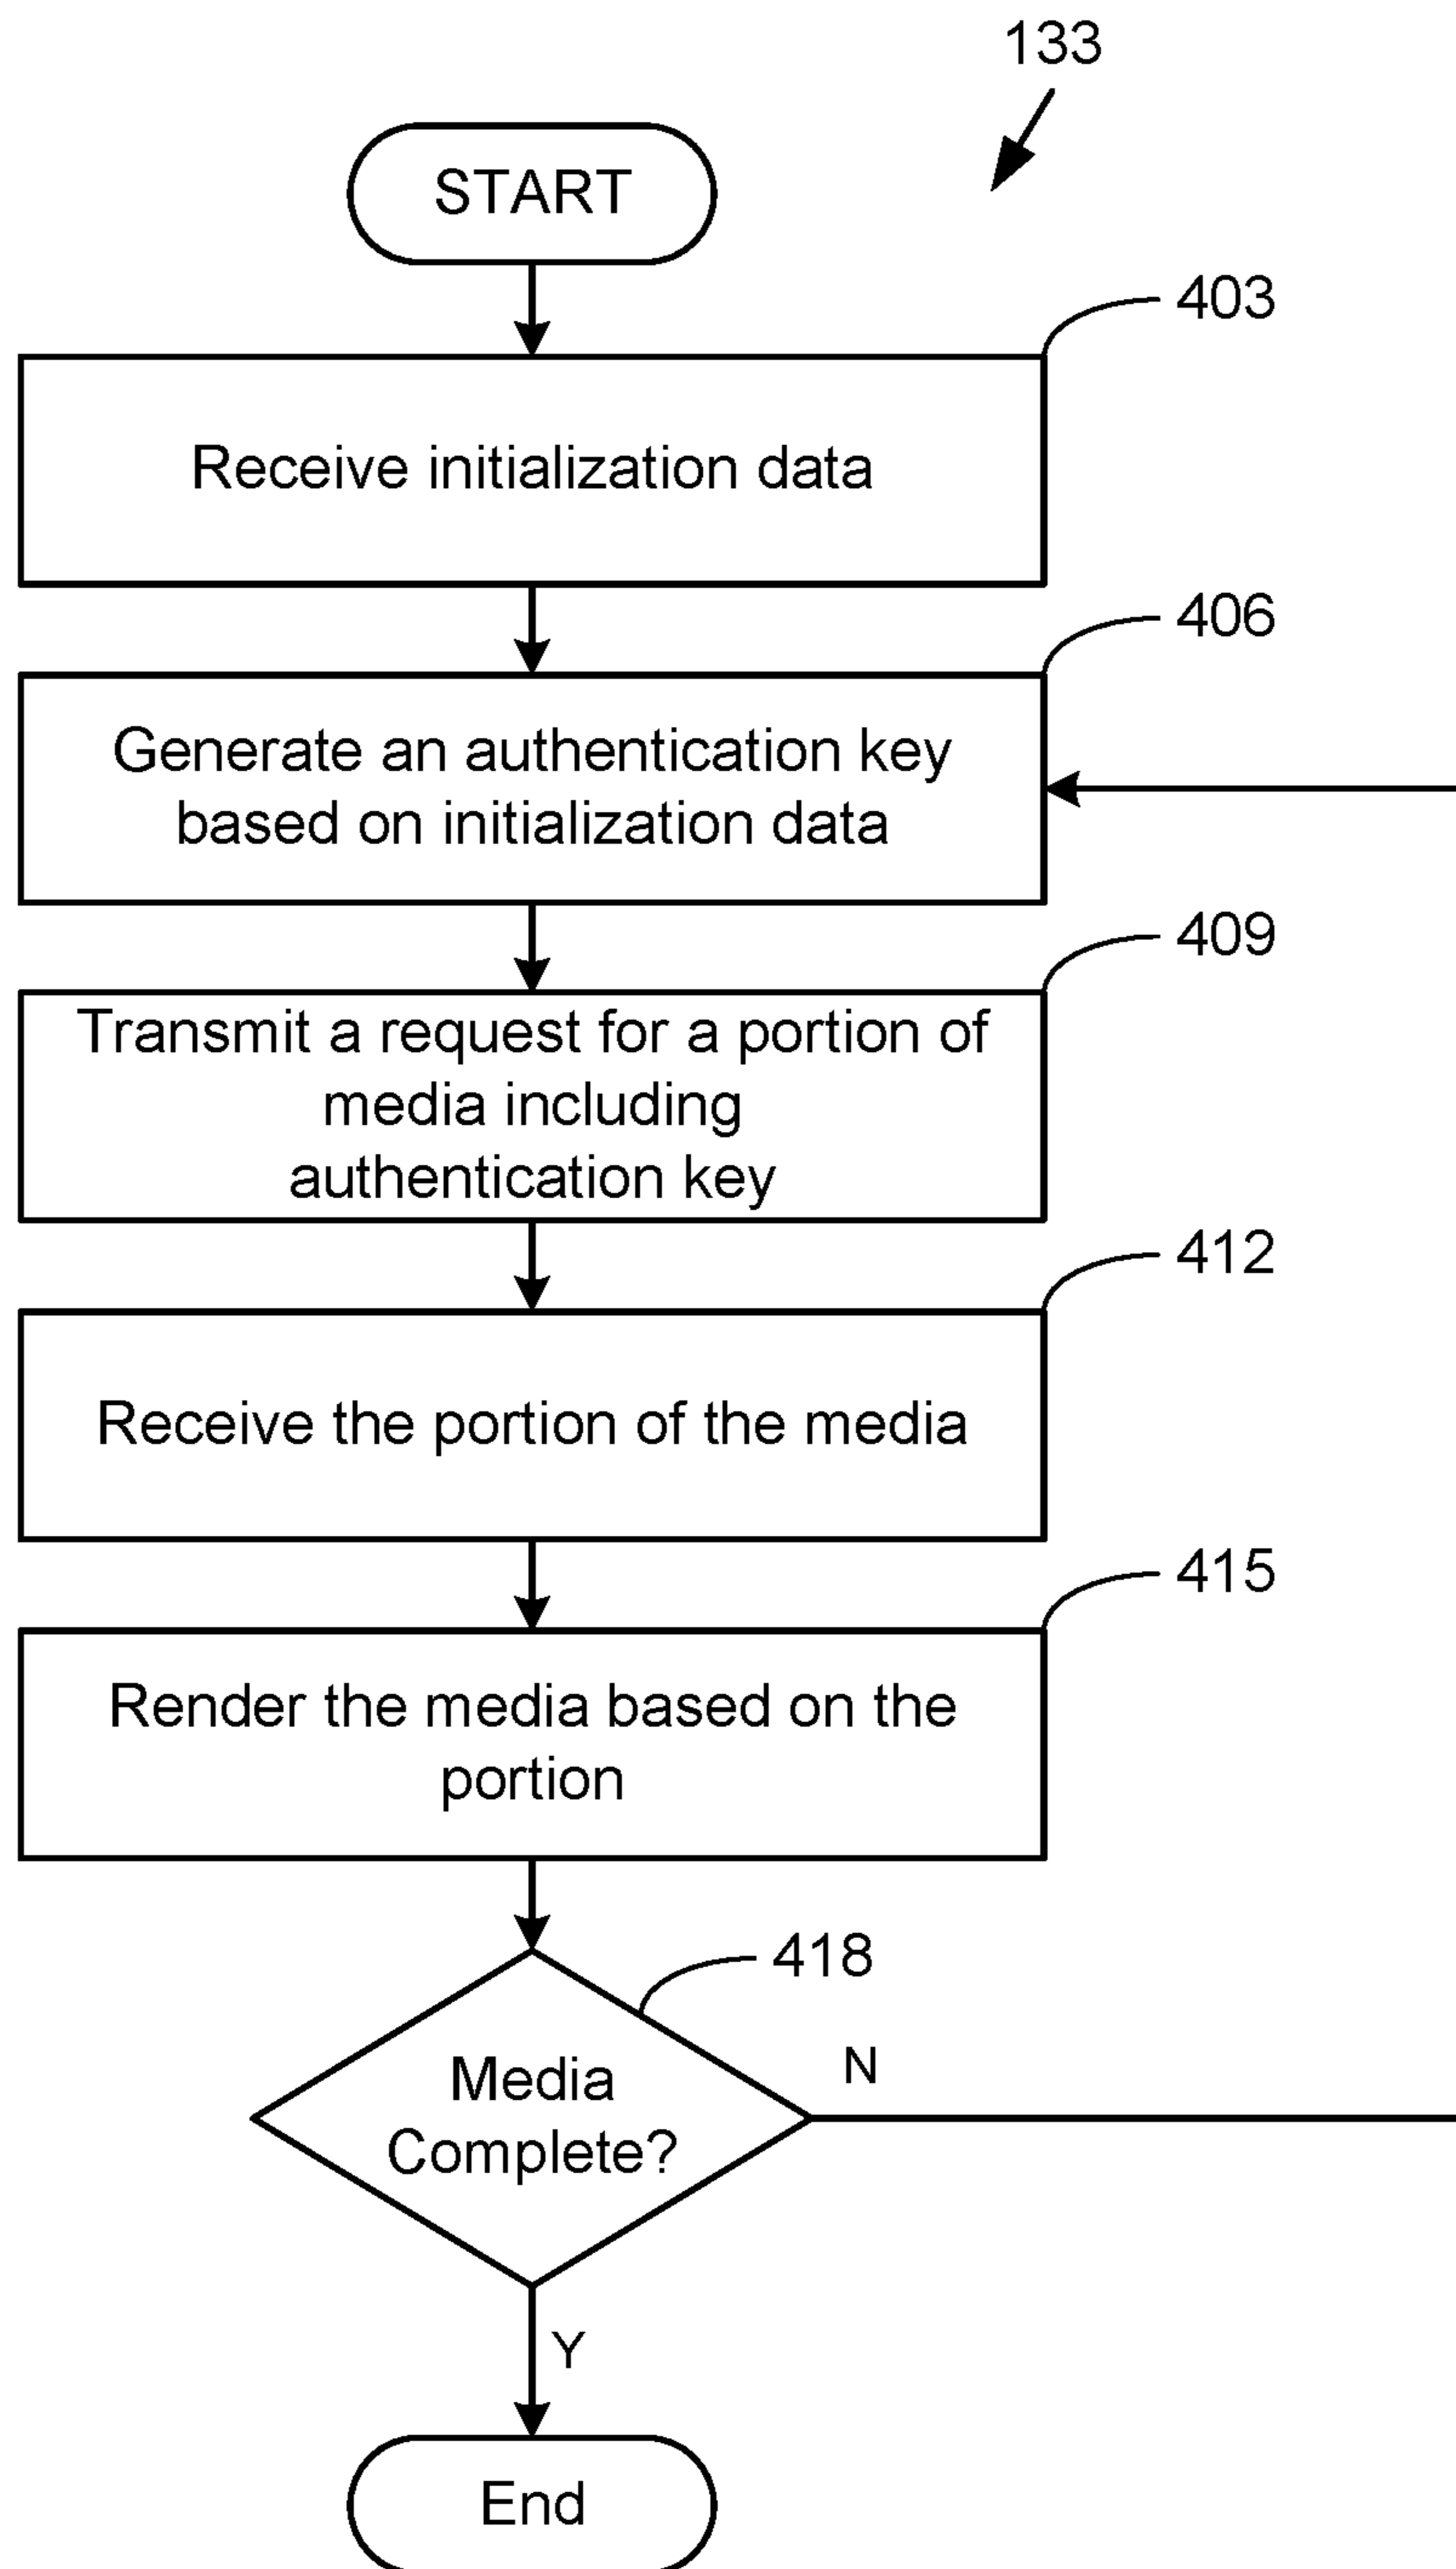 133
START
403
Receive initialization data
406
Generate an authentication key
based on initialization data
409
Transmit a request for a portion of
media including
authentication key
412
Receive the portion of the media
415
Render the media based on the
portion
418
Media
Complete?
N
Y
End